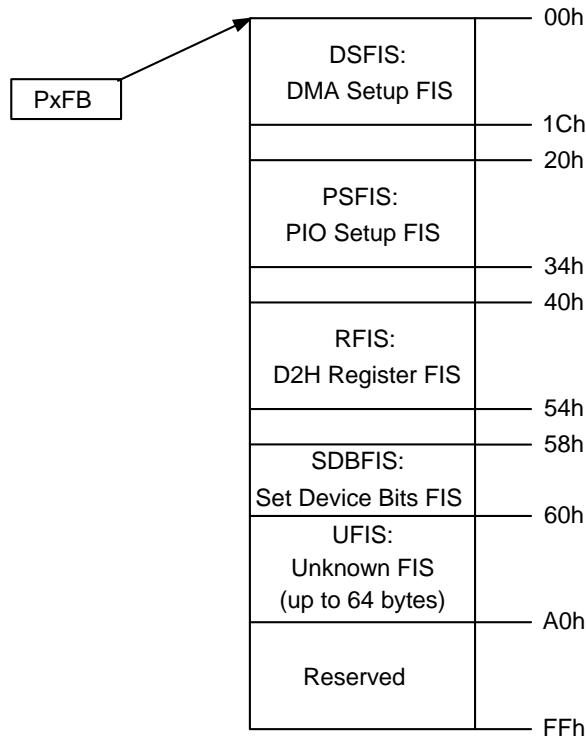 00h
DSFIS:
DMA Setup FIS
PxFB
1Ch
20h
PSFIS:
PIO Setup FIS
34h
40h
RFIS:
D2H Register FIS
54h
58h
SDBFIS:
Set Device Bits FIS
60h
UFIS:
Unknown FIS
(up to 64 bytes)
A0h
Reserved
FFh